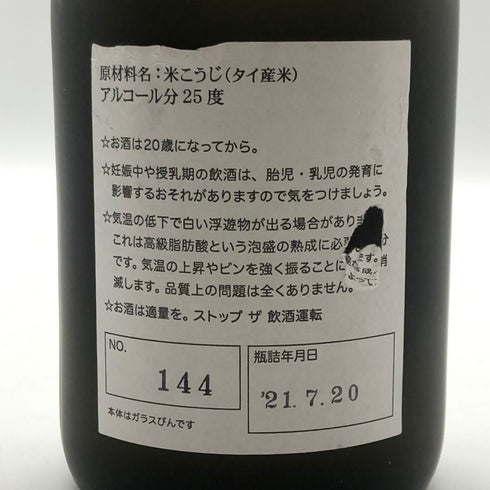 原材料名：米こうじ（タイ産米）
アルコール分 25 度
☆お酒は20歳になってから。
☆妊娠中や授乳期の飲酒は、胎児・乳児の発育に
影響するおそれがありますので気をつけましょう。
☆気温の低下で白い浮遊物が出る場合がありま
これは高級脂肪酸という泡盛の熟成に必 分
です。気温の上昇やビンを強く振ること 消
滅します。品質上の問題は全くありません。
☆お酒は適量を。ストップ ザ 飲酒運転
NO.
144
瓶詰年月日
'21.7.20
本体はガラスびんです